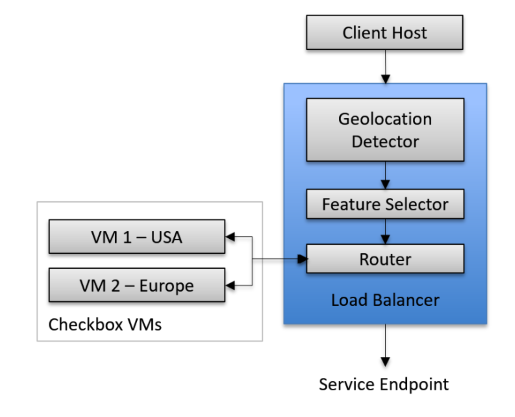 Client Host
Geolocation
Detector
Feature Selector
VM 1 – USA
Router
VM 2 – Europe
Load Balancer
Checkbox VMs
Service Endpoint